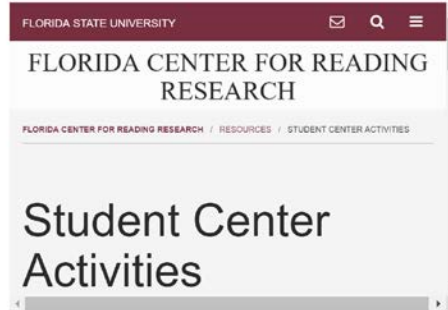 FLORIDA STATE UNIVERSITY
FLORIDA CENTER FOR READING
RESEARCH
FLORIDA CENTER FOR READING RESEARCH / RESOURCES / STUDENT CENTER ACTIVITIES
Student Center
Activities